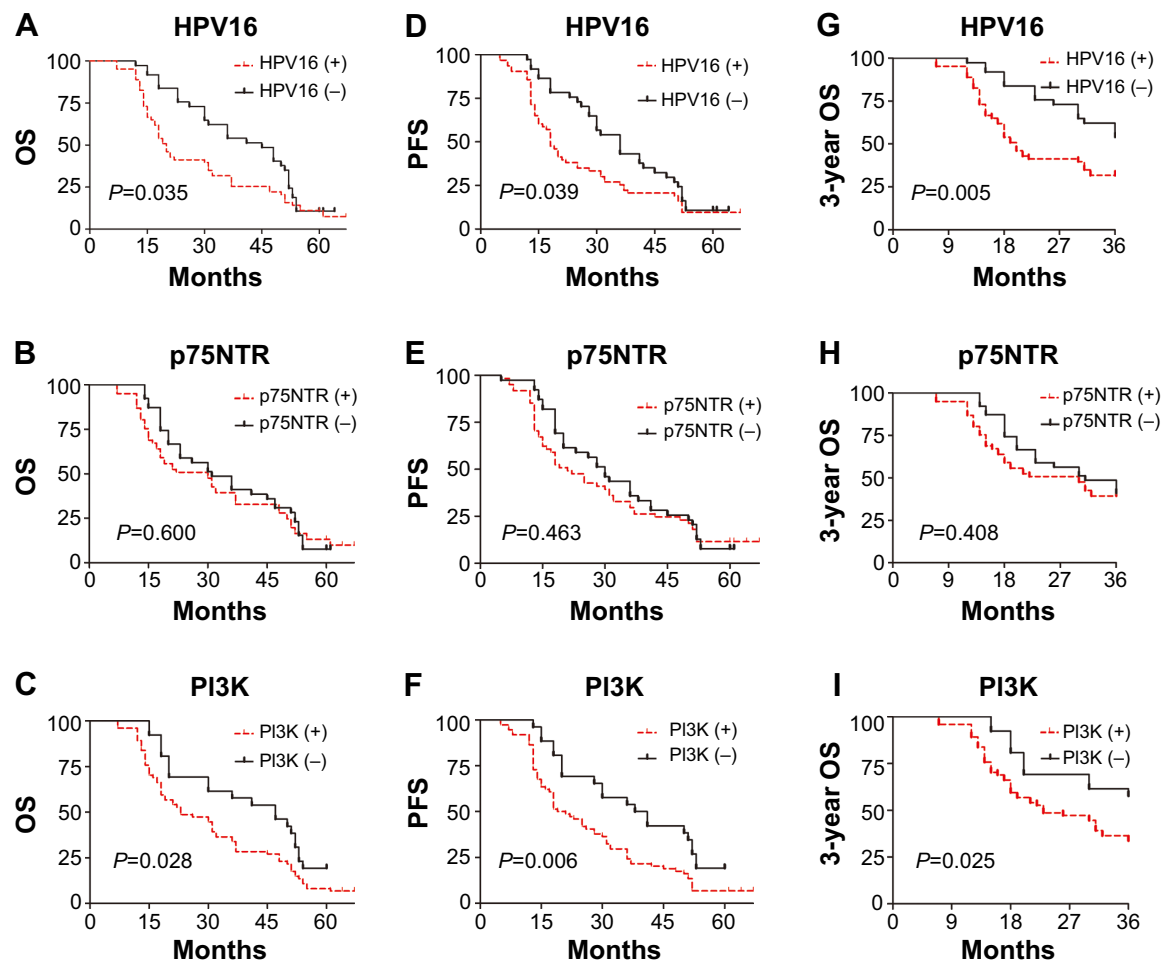 A HPV16
100
75
50
25
0
OS
HPV16 (+)
HPV16 (–)
P=0.035
0 15 30 45 60
Months
D HPV16
100
75
50
25
0
PFS
HPV16 (+)
HPV16 (–)
P=0.039
0 15 30 45 60
Months
G HPV16
100
75
50
25
0
3-year OS
HPV16 (+)
HPV16 (–)
P=0.005
0 9 18 27 36
Months
B p75NTR
100
75
50
25
0
OS
p75NTR (+)
p75NTR (–)
P=0.600
0 15 30 45 60
Months
E p75NTR
100
75
50
25
0
PFS
p75NTR (+)
p75NTR (–)
P=0.463
0 15 30 45 60
Months
H p75NTR
100
75
50
25
0
3-year OS
p75NTR (+)
p75NTR (–)
P=0.408
0 9 18 27 36
Months
C PI3K
100
75
50
25
0
OS
PI3K (+)
PI3K (–)
P=0.028
0 15 30 45 60
Months
F PI3K
100
75
50
25
0
PFS
PI3K (+)
PI3K (–)
P=0.006
0 15 30 45 60
Months
I PI3K
100
75
50
25
0
3-year OS
PI3K (+)
PI3K (–)
P=0.025
0 9 18 27 36
Months